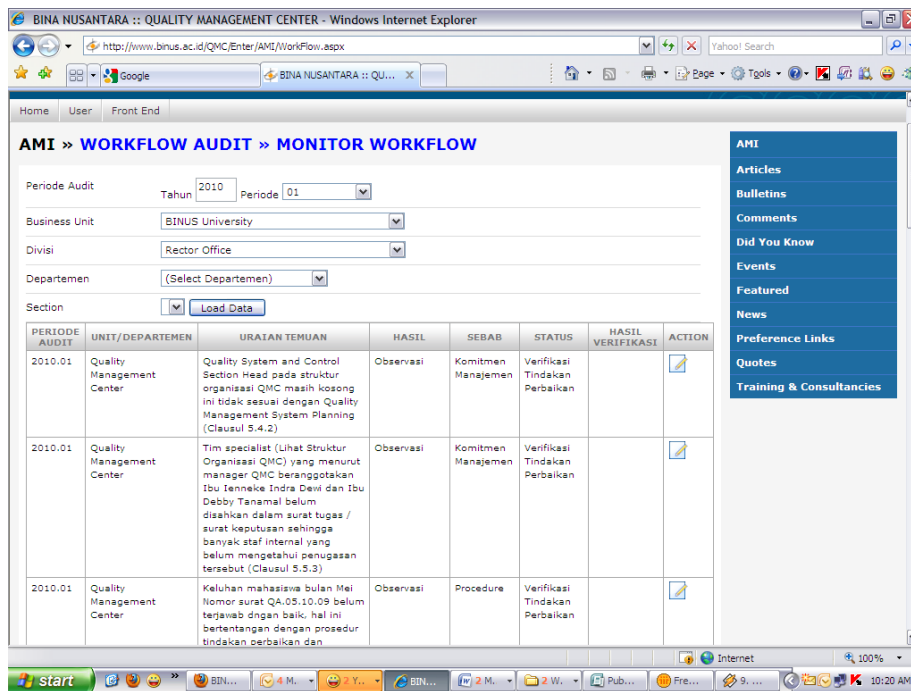 BINA NUSANTARA :: QUALITY MANAGEMENT CENTER - Windows Internet Explorer
http://www.binus.ac.id/QMC/Enter/AMI/WorkFlow.aspx
Yahoo! Search
Google
BINA NUSANTARA :: QU... X
Page
Tools
Home User Front End
AMI » WORKFLOW AUDIT » MONITOR WORKFLOW
Periode Audit
Tahun 2010 Periode 01
Business Unit
BINUS University
Divisi
Rector Office
Departemen
(Select Departemen)
Section
Load Data
PERIODE AUDIT
UNIT/DEPARTEMEN
URAIAN TEMUAN
HASIL
SEBAB
STATUS
HASIL VERIFIKASI
ACTION
2010.01
Quality
Management
Center
Quality System and Control
Section Head pada struktur
organisasi QMC masih kosong
ini tidak sesuai dengan Quality
Management System Planning
(Clausul 5.4.2)
Observasi
Komitmen
Manajemen
Verifikasi
Tindakan
Perbaikan
2010.01
Quality
Management
Center
Tim specialist (Lihat Struktur
Organisasi QMC) yang menurut
manager QMC beranggotakan
Ibu Ienneke Indra Dewi dan Ibu
Debby Tanamal belum
disahkan dalam surat tugas /
surat keputusan sehingga
banyak staf internal yang
belum mengetahui penugasan
tersebut (Clausul 5.5.3)
Observasi
Komitmen
Manajemen
Verifikasi
Tindakan
Perbaikan
2010.01
Quality
Management
Center
Keluhan mahasiswa bulan Mei
Nomor surat QA.05.10.09 belum
terjawab dngan baik, hal ini
bertentangan dengan prosedur
tindakan perbaikan dan
Observasi
Procedure
Verifikasi
Tindakan
Perbaikan
AMI
Articles
Bulletins
Comments
Did You Know
Events
Featured
News
Preference Links
Quotes
Training & Consultancies
Internet
100%
start
BIN...
4 M.
2 Y..
BIN...
2 M.
2 W.
Pub...
Fre...
9. ...
10:20 AM